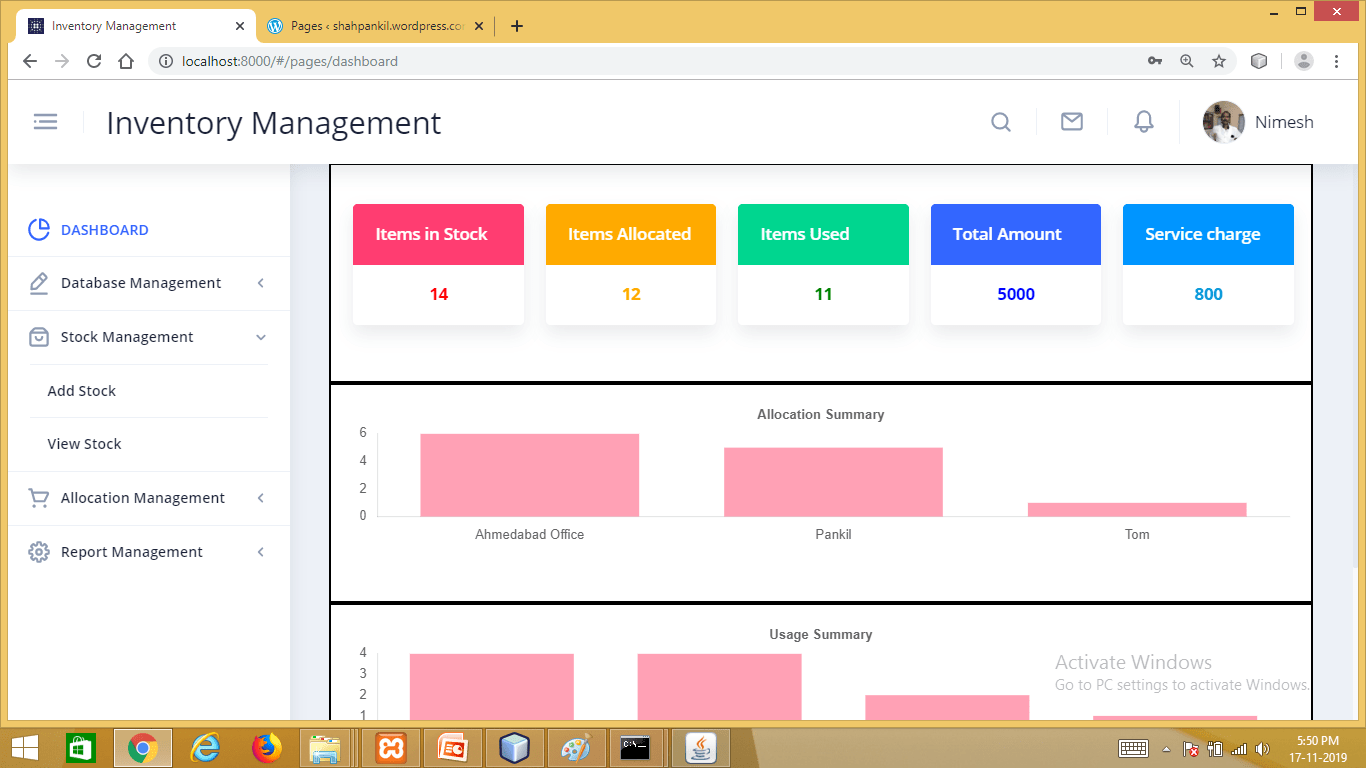 Inventory Management
Pages ‹ shahpankil.wordpress.co
localhost:8000/#/pages/dashboard
Inventory Management
Nimesh
DASHBOARD
Database Management
Stock Management
Add Stock
View Stock
Allocation Management
Report Management
Items in Stock
14
Items Allocated
12
Items Used
11
Total Amount
5000
Service charge
800
Allocation Summary
6
4
2
0
Ahmedabad Office
Pankil
Tom
Usage Summary
4
3
2
1
Activate Windows
Go to PC settings to activate Windows.
5:50 PM
17-11-2019